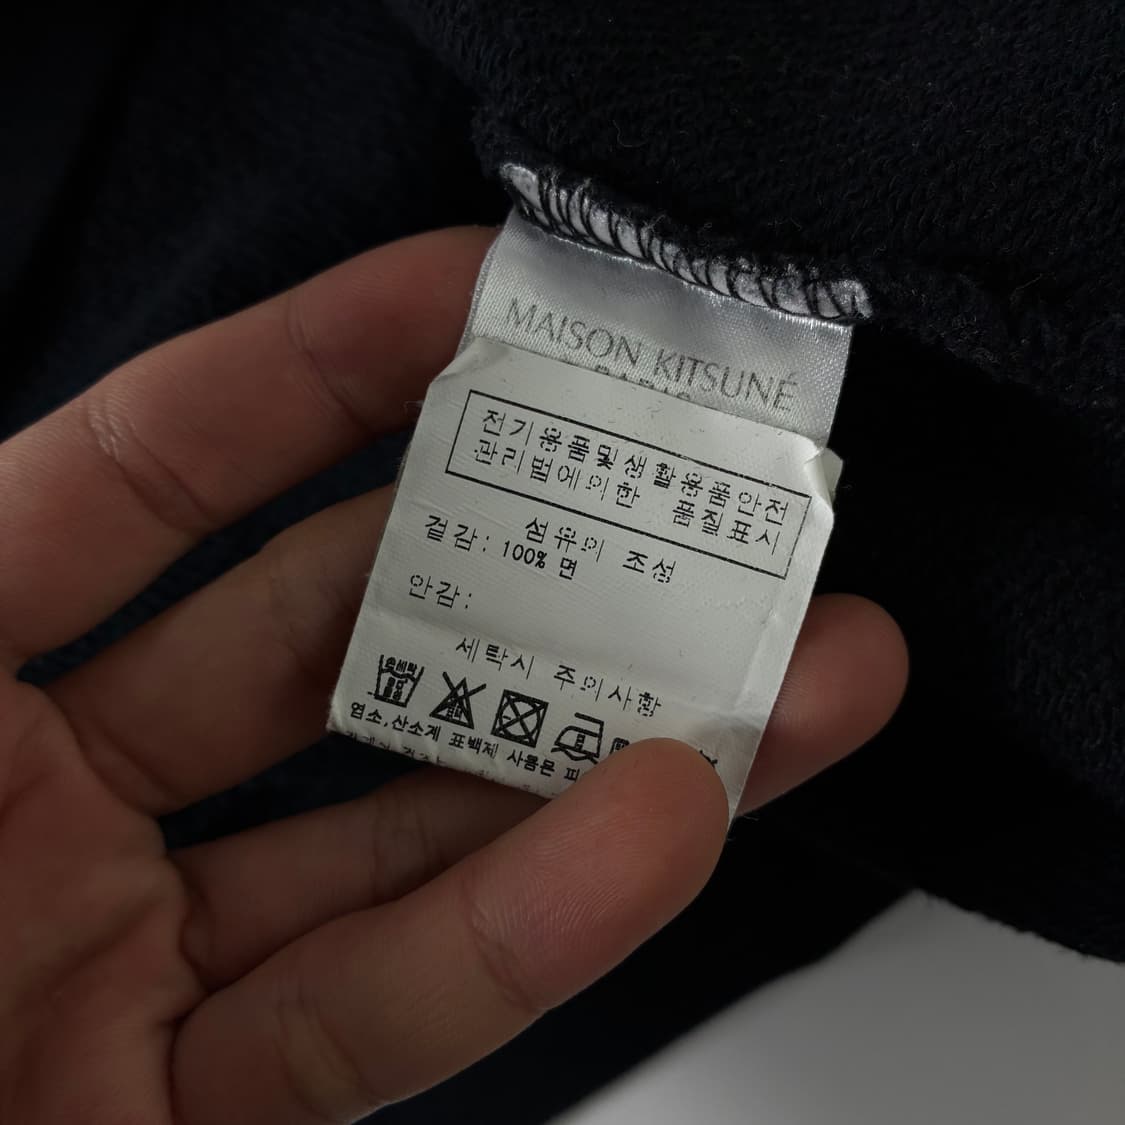 MAISON KITSUNÉ
전기용품및생활용품안전
관리법에의한 품질표시
섬유의 조성
겉감: 100% 면
안감:
세탁시 주의사항
염소,산소계 표백제 사용은